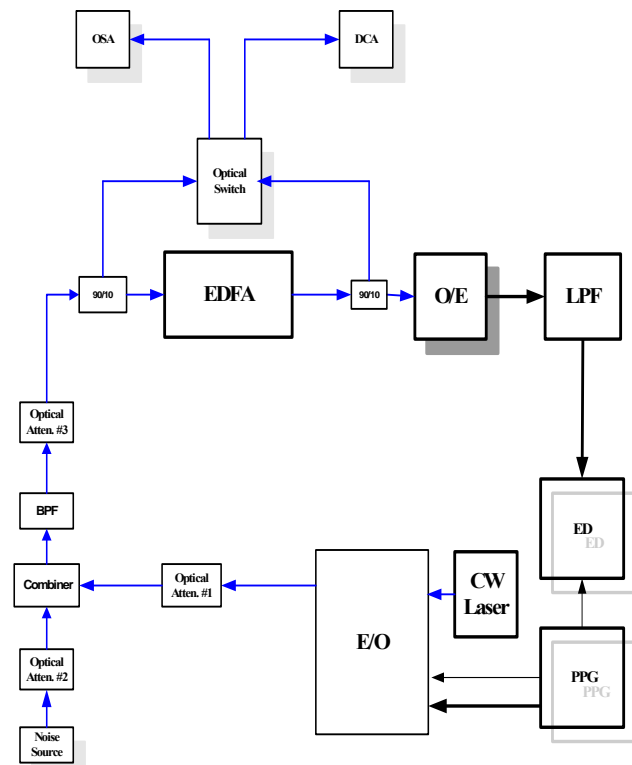 OSA
DCA
Optical
Switch
90/10
EDFA
90/10
O/E
LPF
Optical
Atten. #3
BPF
ED
ED
Combiner
Optical
Atten. #1
CW
Laser
E/O
Optical
Atten. #2
PPG
PPG
Noise
Source